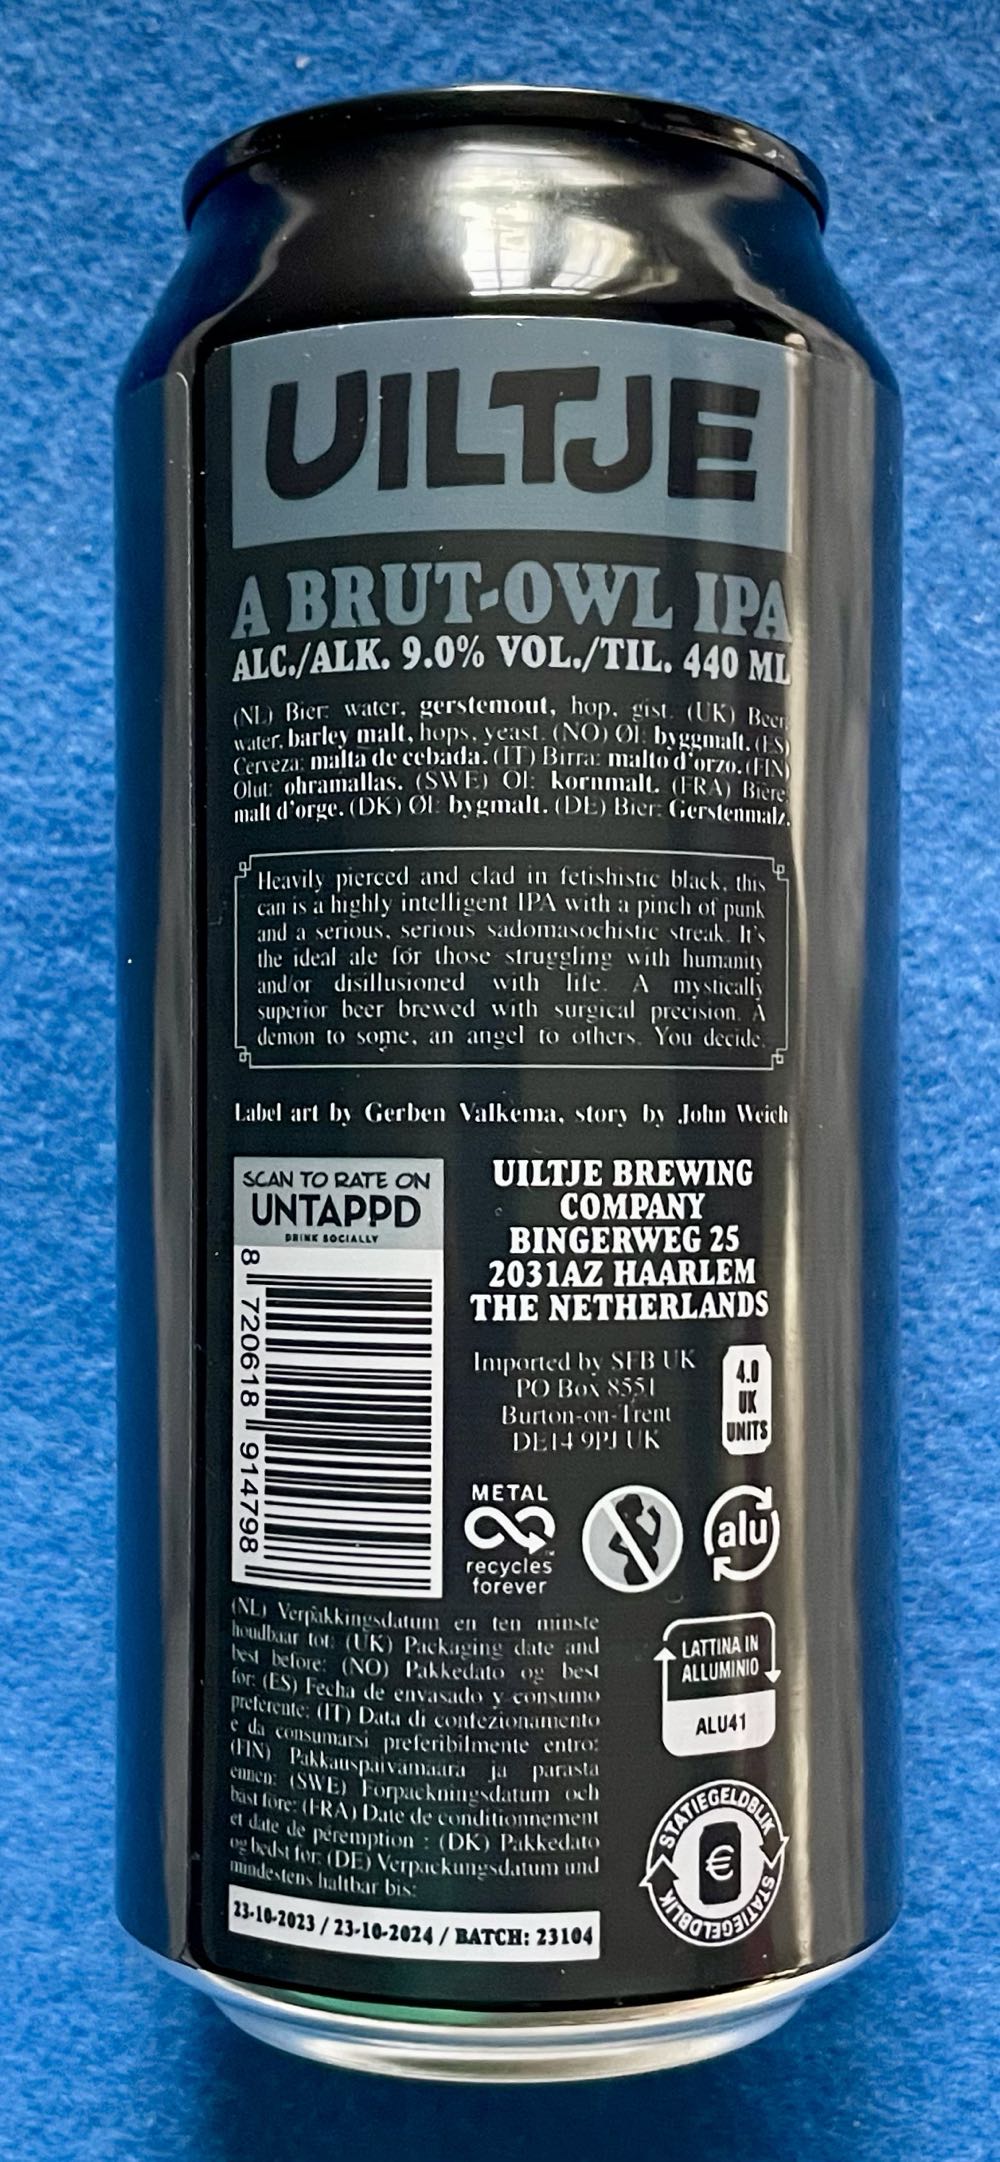 UILTJE
A BRUT-OWL IPA
ALC./ALK. 9.0% VOL./TIL. 440 ML
(NL) Bier: water, gerstemout, hop, gist. (UK) Beer:
water, barley malt, hops, yeast. (NO) Øl: byggmalt. (ES)
Cerveza: malta de cebada. (IT) Birra: malto d'orzo. (FIN)
Olut: ohramallas. (SWE) Öl: kornmalt. (FRA) Bière:
malt d'orge. (DK) Øl: bygmalt. (DE) Bier: Gerstenmalz.
Heavily pierced and clad in fetishistic black, this
can is a highly intelligent IPA with a pinch of punk
and a serious, serious sadomasochistic streak. It's
the ideal ale for those struggling with humanity
and/or disillusioned with life. A mystically
superior beer brewed with surgical precision. A
demon to some, an angel to others. You decide.
Label art by Gerben Valkema, story by John Weich
SCAN TO RATE ON
UNTAPPD
DRINK SOCIALLY
8 720618 914798
UILTJE BREWING
COMPANY
BINGERWEG 25
2031AZ HAARLEM
THE NETHERLANDS
Imported by SFB UK
PO Box 8551
Burton-on-Trent
DE14 9PJ UK
4.0
UK
UNITS
METAL
recycles
forever
alu
(NL) Verpakkingsdatum en ten minste
houdbaar tot: (UK) Packaging date and
best before: (NO) Pakkedato og best
for: (ES) Fecha de envasado y consumo
preferente: (IT) Data di confezionamento
e da consumarsi preferibilmente entro:
(FIN) Pakkauspäivämäärä ja parasta
ennen: (SWE) Förpackningsdatum och
bäst före: (FRA) Date de conditionnement
et date de péremption : (DK) Pakkedato
og bedst før: (DE) Verpackungsdatum und
mindestens haltbar bis:
23-10-2023 / 23-10-2024 / BATCH: 23104
LATTINA IN
ALLUMINIO
ALU41
STATIEGELDBLIK
€
STATIEGELDBLIK